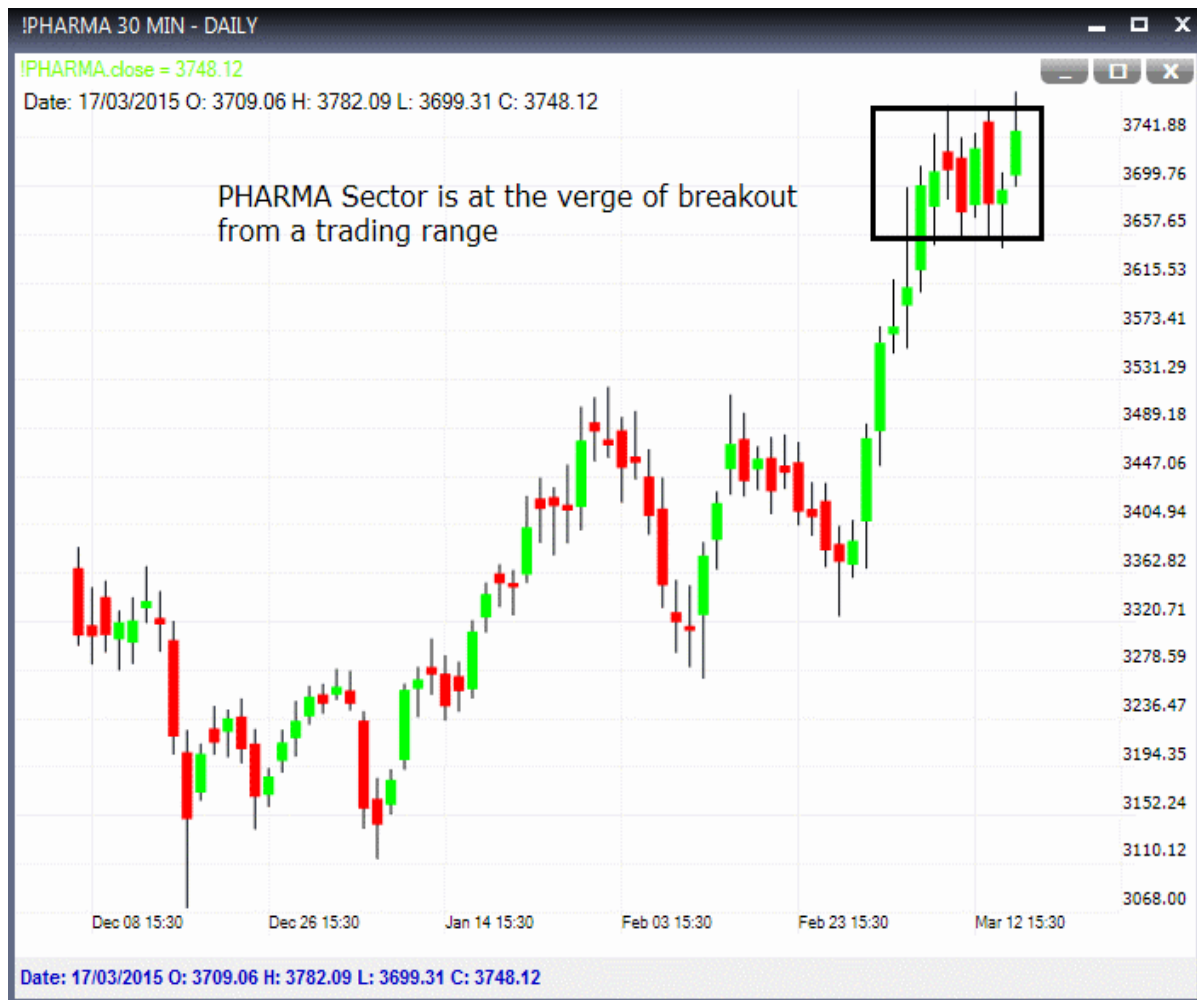 !PHARMA 30 MIN - DAILY
!PHARMA.close = 3748.12
Date: 17/03/2015 O: 3709.06 H: 3782.09 L: 3699.31 C: 3748.12
PHARMA Sector is at the verge of breakout
from a trading range
3741.88
3699.76
3657.65
3615.53
3573.41
3531.29
3489.18
3447.06
3404.94
3362.82
3320.71
3278.59
3236.47
3194.35
3152.24
3110.12
3068.00
Dec 08 15:30 Dec 26 15:30 Jan 14 15:30 Feb 03 15:30 Feb 23 15:30 Mar 12 15:30
Date: 17/03/2015 O: 3709.06 H: 3782.09 L: 3699.31 C: 3748.12